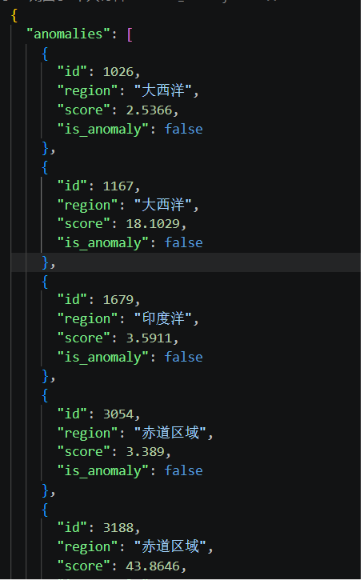 {
"anomalies": [
{
"id": 1026,
"region": "大西洋",
"score": 2.5366,
"is_anomaly": false
},
{
"id": 1167,
"region": "大西洋",
"score": 18.1029,
"is_anomaly": false
},
{
"id": 1679,
"region": "印度洋",
"score": 3.5911,
"is_anomaly": false
},
{
"id": 3054,
"region": "赤道区域",
"score": 3.389,
"is_anomaly": false
},
{
"id": 3188,
"region": "赤道区域",
"score": 43.8646,